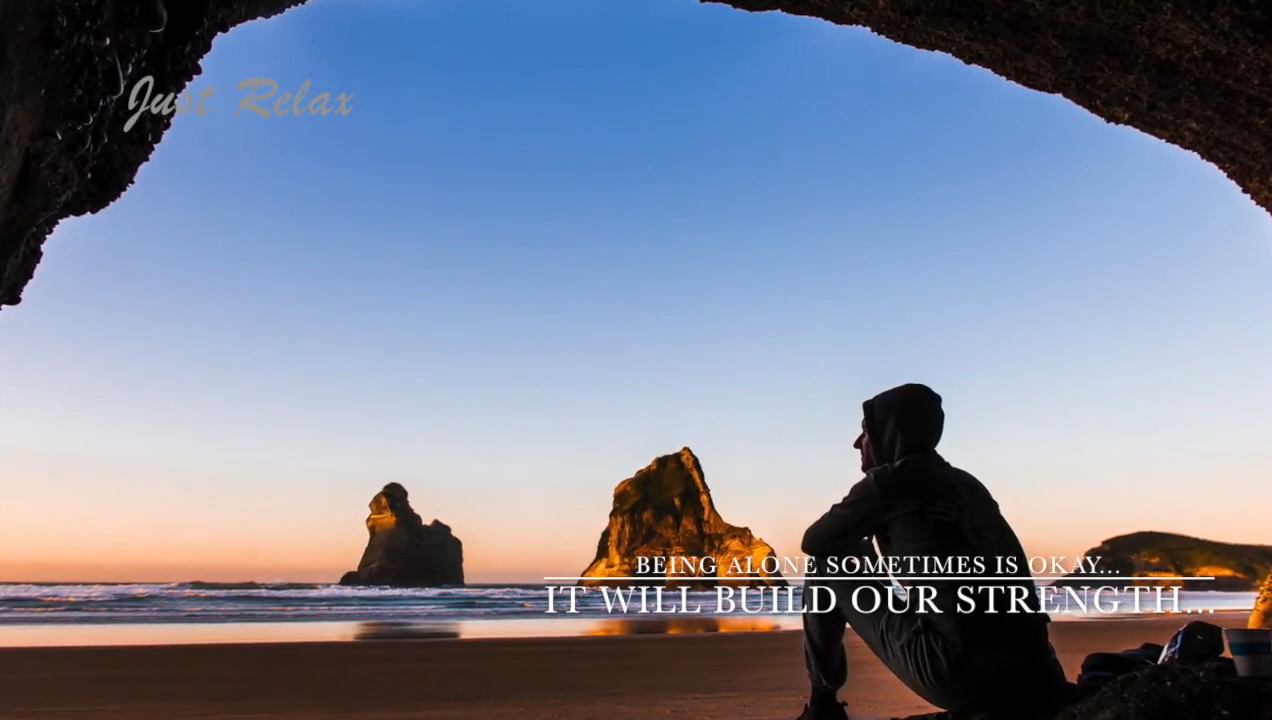 Just Relax
BEING ALONE SOMETIMES IS OKAY...
IT WILL BUILD OUR STRENGTH...